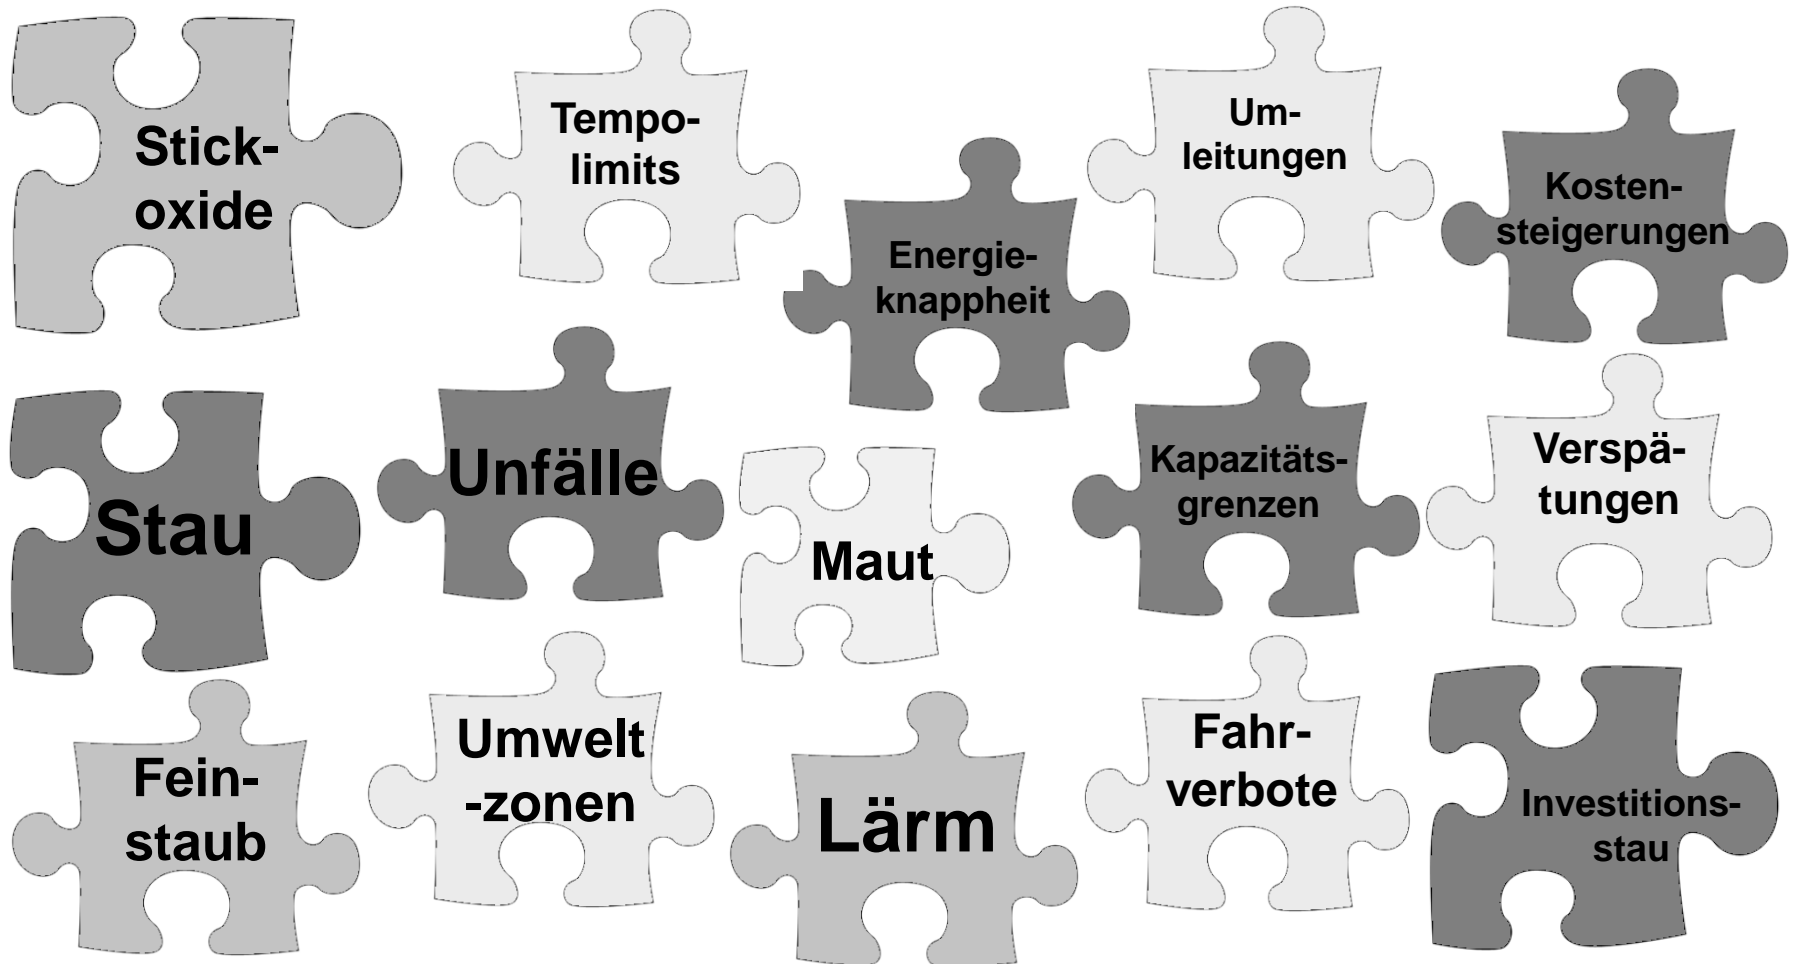 Stick-
oxide
Tempo-
limits
Energie-
knappheit
Um-
leitungen
Kosten-
steigerungen
Stau
Unfälle
Maut
Kapazitäts-
grenzen
Verspä-
tungen
Fein-
staub
Umwelt
-zonen
Lärm
Fahr-
verbote
Investitions-
stau